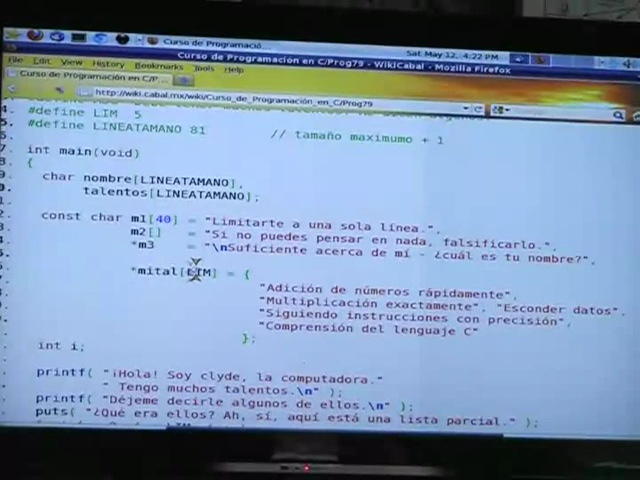 Curso de Programació...
Sat May 12, 4:22 PM
Curso de Programación en C/Prog79 - WikiCabal - Mozilla Firefox
File Edit View History Bookmarks Tools Help
Curso de Programación en C/P...
http://wiki.cabal.mx/wiki/Curso_de_Programación_en_C/Prog79
#define LIM 5
#define LINEATAMANO 81 // tamaño maximumo + 1
int main(void)
{
char nombre[LINEATAMANO],
talentos[LINEATAMANO];
const char m1[40] = "Limitarte a una sola línea.",
m2[] = "Si no puedes pensar en nada, falsificarlo.",
*m3 = "\nSuficiente acerca de mí - ¿cuál es tu nombre?",
*mital[LIM] = {
"Adición de números rápidamente",
"Multiplicación exactamente", "Esconder datos",
"Siguiendo instrucciones con precisión",
"Comprensión del lenguaje C"
};
int i;
printf( "¡Hola! Soy clyde, la computadora."
" Tengo muchos talentos.\n" );
printf( "Déjeme decirle algunos de ellos.\n" );
puts( "¿Qué era ellos? Ah, sí, aquí está una lista parcial." );